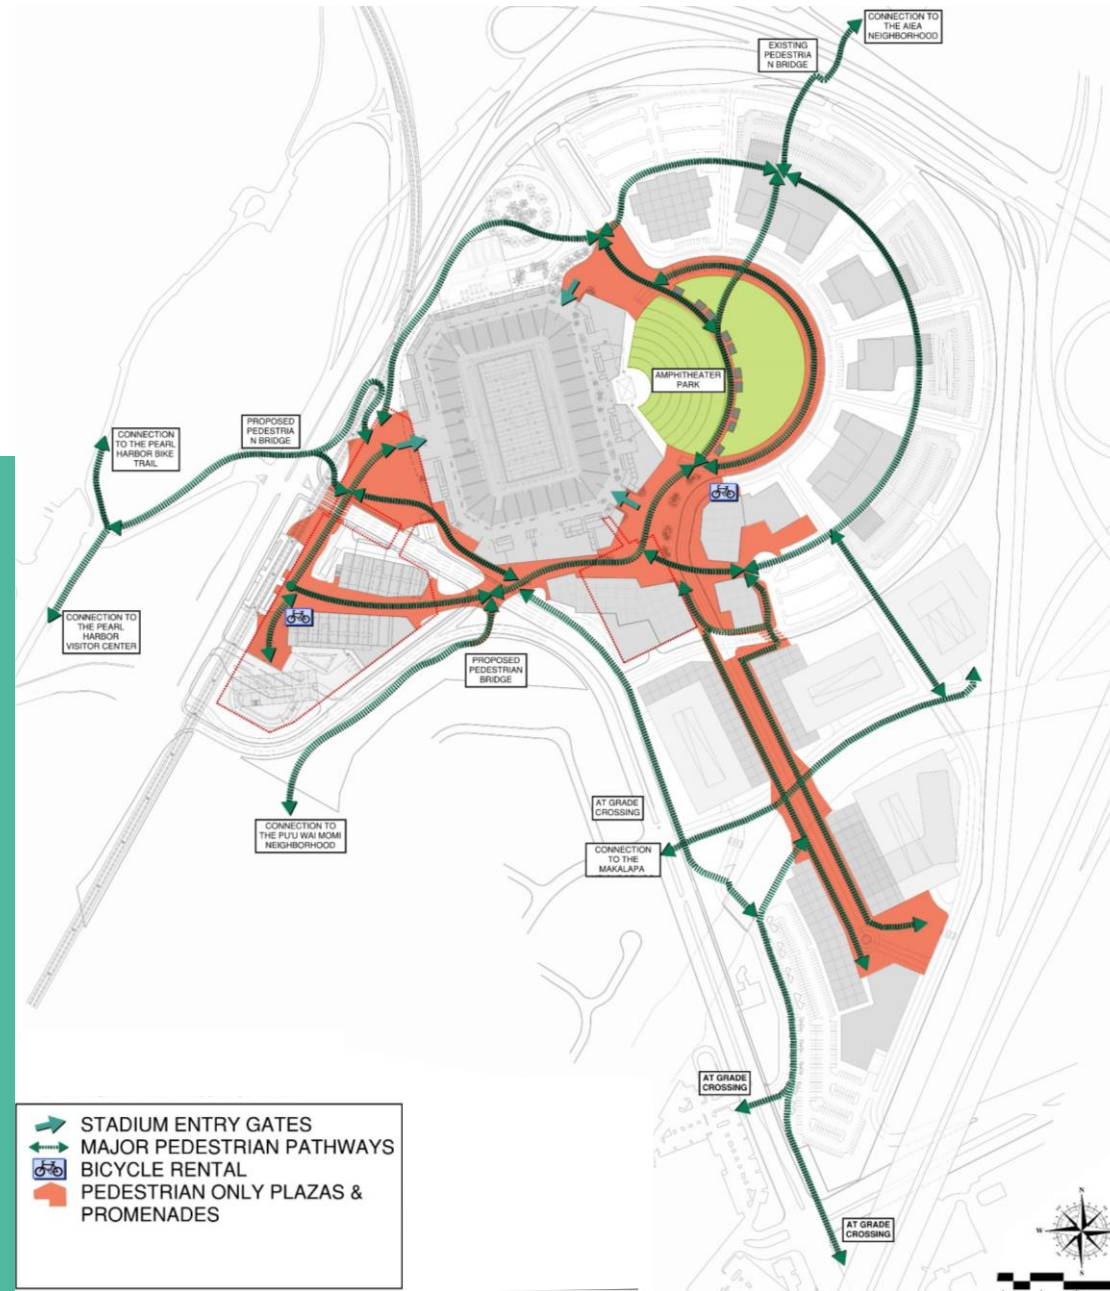 CONNECTION TO
THE AIEA
NEIGHBORHOOD
EXISTING
PEDESTRIA
N BRIDGE
AMPHITHEATER
PARK
PROPOSED
PEDESTRIA
N BRIDGE
CONNECTION
TO THE PEARL
HARBOR BIKE
TRAIL
CONNECTION TO
THE PEARL
HARBOR
VISITOR CENTER
PROPOSED
PEDESTRIAN
BRIDGE
CONNECTION TO
THE PU'U WAI MOMI
NEIGHBORHOOD
AT GRADE
CROSSING
CONNECTION
TO THE
MAKALAPA
AT GRADE
CROSSING
AT GRADE
CROSSING
STADIUM ENTRY GATES
MAJOR PEDESTRIAN PATHWAYS
BICYCLE RENTAL
PEDESTRIAN ONLY PLAZAS &
PROMENADES
N
W
S